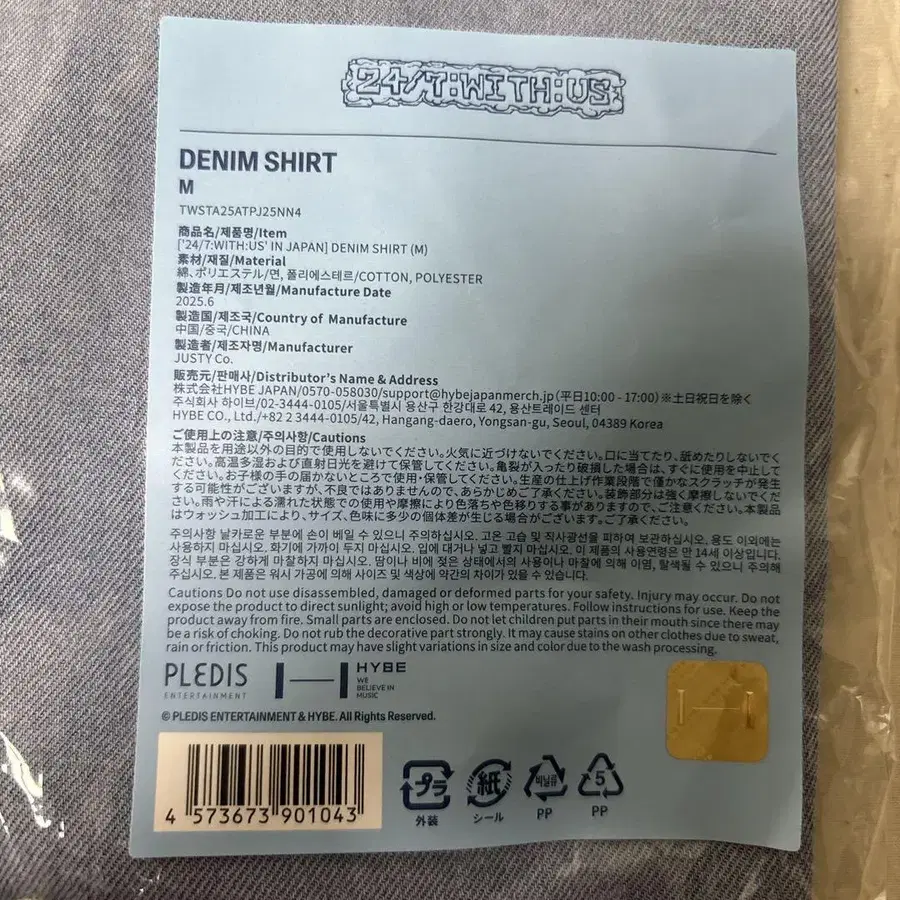 24/7:WITH:US
DENIM SHIRT
M
TWSTA25ATPJ25NN4
商品名/제품명/Item
['24/7:WITH:US' IN JAPAN] DENIM SHIRT (M)
素材/재질/Material
綿、ポリエステル/면, 폴리에스테르/COTTON, POLYESTER
製造年月/제조년월/Manufacture Date
2025.6
製造国/제조국/Country of Manufacture
中国/중국/CHINA
製造者/제조자명/Manufacturer
JUSTY Co.
販売元/판매사/Distributor's Name & Address
株式会社HYBE JAPAN/0570-058030/support@hybejapanmerch.jp(平日10:00 - 17:00)※土日祝日を除く
주식회사 하이브/02-3444-0105/서울특별시 용산구 한강대로 42, 용산트레이드 센터
HYBE CO., Ltd./+82 2 3444-0105/42, Hangang-daero, Yongsan-gu, Seoul, 04389 Korea
ご使用上の注意/주의사항/Cautions
本製品を用途以外の目的で使用しないでください。火気に近づけないでください。口に当てたり、舐めたりしないでく
ださい。高温多湿および直射日光を避けて保管してください。亀裂が入ったり破損した場合は、すぐに使用を中止して
ください。お子様の手の届かないところで使用・保管してください。生産の仕上げ作業段階で僅かなスクラッチが発生
する可能性がございますが、不良ではありませんので、あらかじめご了承ください。装飾部分は強く摩擦しないでくだ
さい。雨や汗による濡れた状態での使用や摩擦により色落ちや色移りする事がありますので、ご注意ください。本製品
はウォッシュ加工により、サイズ、色味に多少の個体差が生じる場合がございます。ご了承ください。
주의사항 날카로운 부분에 손이 베일 수 있으니 주의하십시오. 고온 고습 및 직사광선을 피하여 보관하십시오. 용도 이외에는
사용하지 마십시오. 화기에 가까이 두지 마십시오. 입에 대거나 넣고 빨지 마십시오. 이 제품의 사용연령은 만 14세 이상입니다.
장식 부분은 강하게 마찰하지 마십시오. 땀이나 비에 젖은 상태에서의 사용이나 마찰에 의해 이염, 탈색될 수 있으니 주의해
주십시오. 본 제품은 워시 가공에 의해 사이즈 및 색상에 약간의 차이가 있을 수 있습니다.
Cautions Do not use disassembled, damaged or deformed parts for your safety. Injury may occur. Do not
expose the product to direct sunlight; avoid high or low temperatures. Follow instructions for use. Keep the
product away from fire. Small parts are enclosed. Do not let children put parts in their mouth since there may
be a risk of choking. Do not rub the decorative part strongly. It may cause stains on other clothes due to sweat,
rain or friction. This product may have slight variations in size and color due to the wash processing.
PLEDIS
ENTERTAINMENT
HYBE
WE
BELIEVE IN
MUSIC
© PLEDIS ENTERTAINMENT & HYBE. All Rights Reserved.
4 573673 901043
プラ
外装
紙
シール
비닐류
PP
5
PP